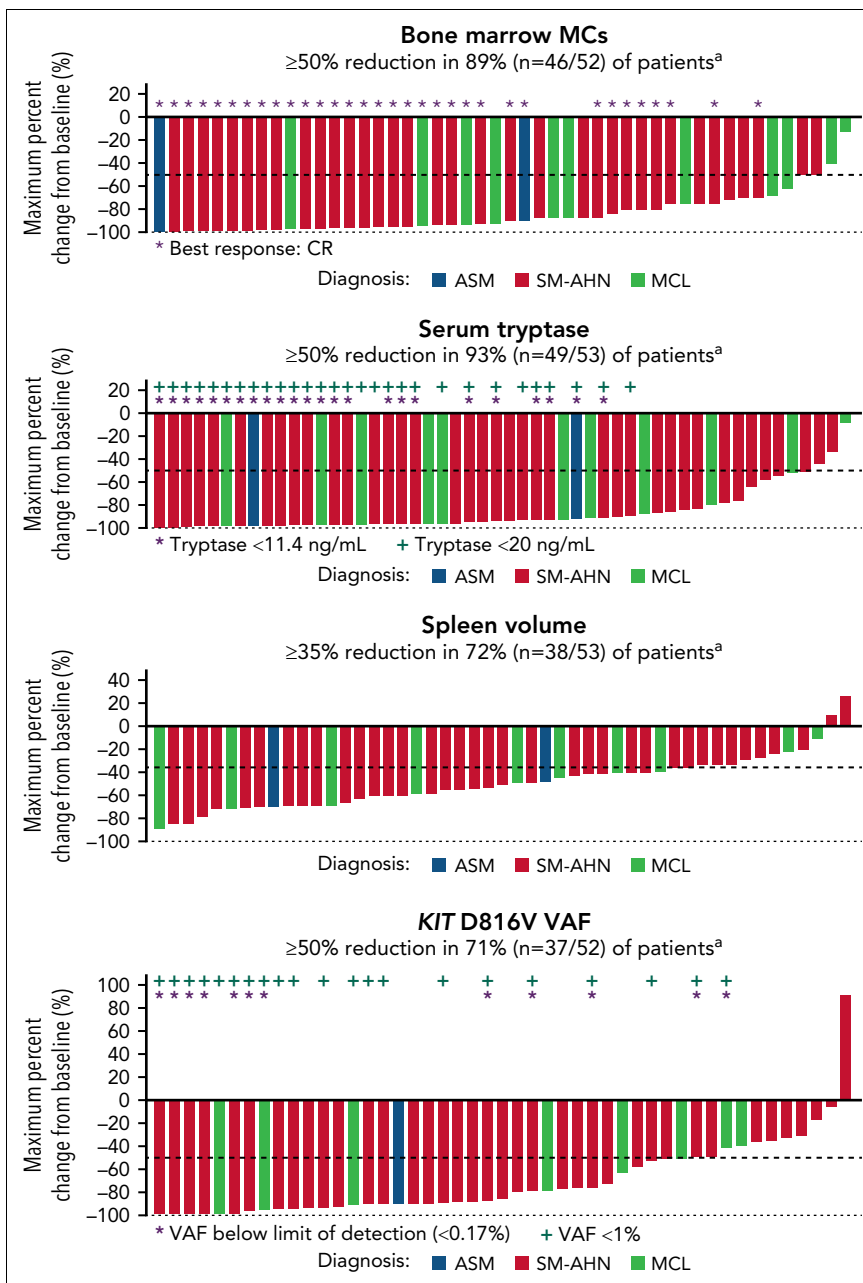 Bone marrow MCs
≥50% reduction in 89% (n=46/52) of patientsᵃ
Maximum percent
change from baseline (%)
20
0
−20
−40
−60
−80
−100
* * * * * * * * * * * * * * * * * * * * * * * * * * * * * * * * * *
* Best response: CR
Diagnosis: ASM SM-AHN MCL
Serum tryptase
≥50% reduction in 93% (n=49/53) of patientsᵃ
Maximum percent
change from baseline (%)
20
0
−20
−40
−60
−80
−100
+ + + + + + + + + + + + + + + + + + + + + + + + + + + + + +
* * * * * * * * * * * * * * * * * * * * * * * * *
* Tryptase <11.4 ng/mL + Tryptase <20 ng/mL
Diagnosis: ASM SM-AHN MCL
Spleen volume
≥35% reduction in 72% (n=38/53) of patientsᵃ
Maximum percent
change from baseline (%)
40
20
0
−20
−40
−60
−80
−100
Diagnosis: ASM SM-AHN MCL
KIT D816V VAF
≥50% reduction in 71% (n=37/52) of patientsᵃ
Maximum percent
change from baseline (%)
100
80
60
40
20
0
−20
−40
−60
−80
−100
+ + + + + + + + + + + + + + + + + + + + +
* * * * * * * * * * * *
* VAF below limit of detection (<0.17%) + VAF <1%
Diagnosis: ASM SM-AHN MCL